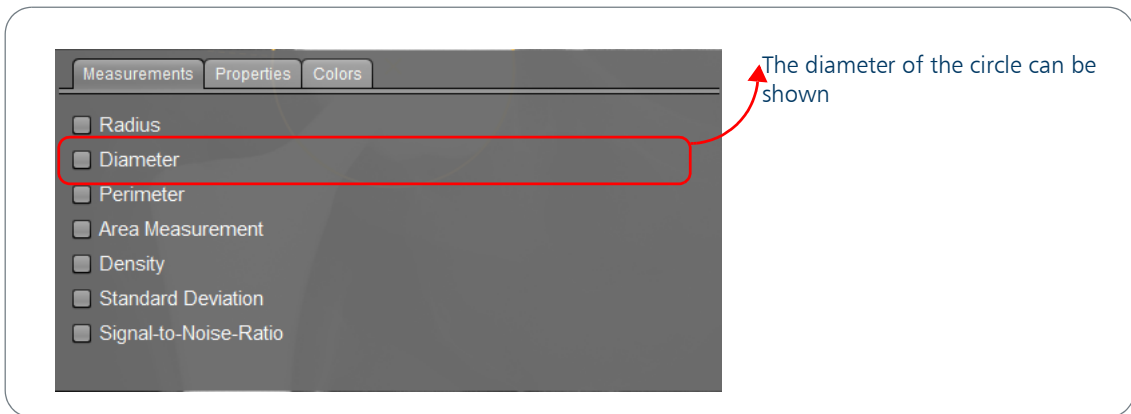 Measurements Properties Colors
The diameter of the circle can be
shown
Radius
Diameter
Perimeter
Area Measurement
Density
Standard Deviation
Signal-to-Noise-Ratio